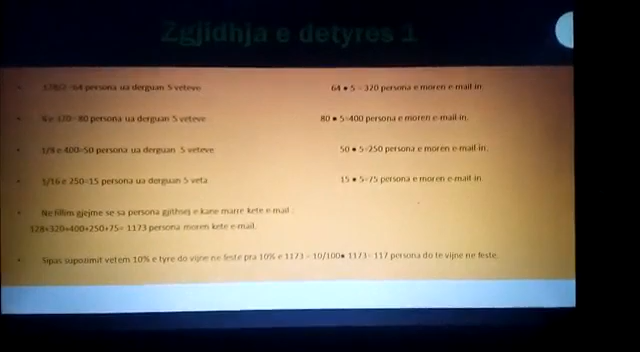 Zgjidhja e detyres 1
128/2=64 persona ua derguan 5 veteve 64 • 5 = 320 persona e moren e-mail-in
e 320=80 persona ua derguan 5 veteve 80 • 5=400 persona e moren e-mail-in.
1/8 e 400=50 persona ua derguan 5 veteve 50 • 5=250 persona e moren e-mail-in.
1/16 e 250=15 persona ua derguan 5 veta 15 • 5=75 persona e moren e-mail-in
Ne fillim gjejme se sa persona gjithsej e kane marre kete e-mail :
128+320+400+250+75= 1173 persona moren kete e-mail.
Sipas supozimit vetem 10% e tyre do vijne ne feste pra 10% e 1173 = 10/100• 1173= 117 persona do te vijne ne feste.